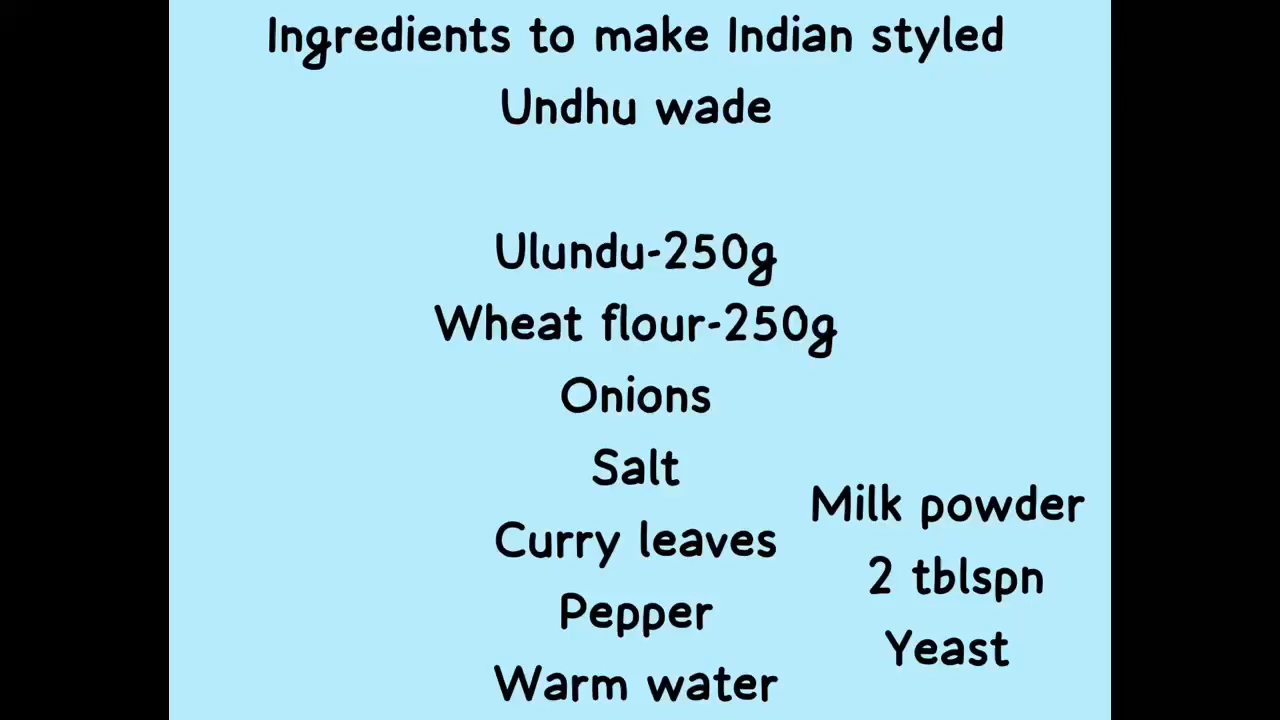 Ingredients to make Indian styled
Undhu wade
Ulundu-250g
Wheat flour-250g
Onions
Salt
Curry leaves
Pepper
Warm water
Milk powder
2 tblspn
Yeast